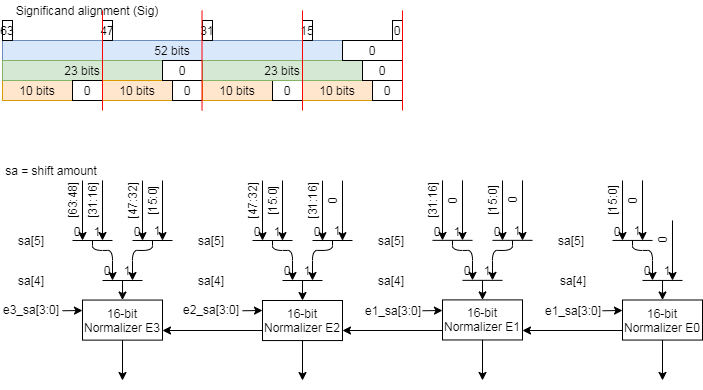 Significand alignment (Sig)
63 47 31 15 0
52 bits 0
23 bits 0 23 bits 0
10 bits 0 10 bits 0 10 bits 0 10 bits 0
sa = shift amount
[63:48] [31:16] [47:32] [15:0] [47:32] [15:0] [31:16] 0 [31:16] 0 [15:0] 0 [15:0] 0
0 1 0 1 0 1 0 1 0 1 0 1 0 1 0
sa[5] sa[5] sa[5] sa[5]
0 1 0 1 0 1 0 1
sa[4] sa[4] sa[4] sa[4]
e3_sa[3:0] e2_sa[3:0] e1_sa[3:0] e1_sa[3:0]
16-bit 16-bit 16-bit 16-bit
Normalizer E3 Normalizer E2 Normalizer E1 Normalizer E0